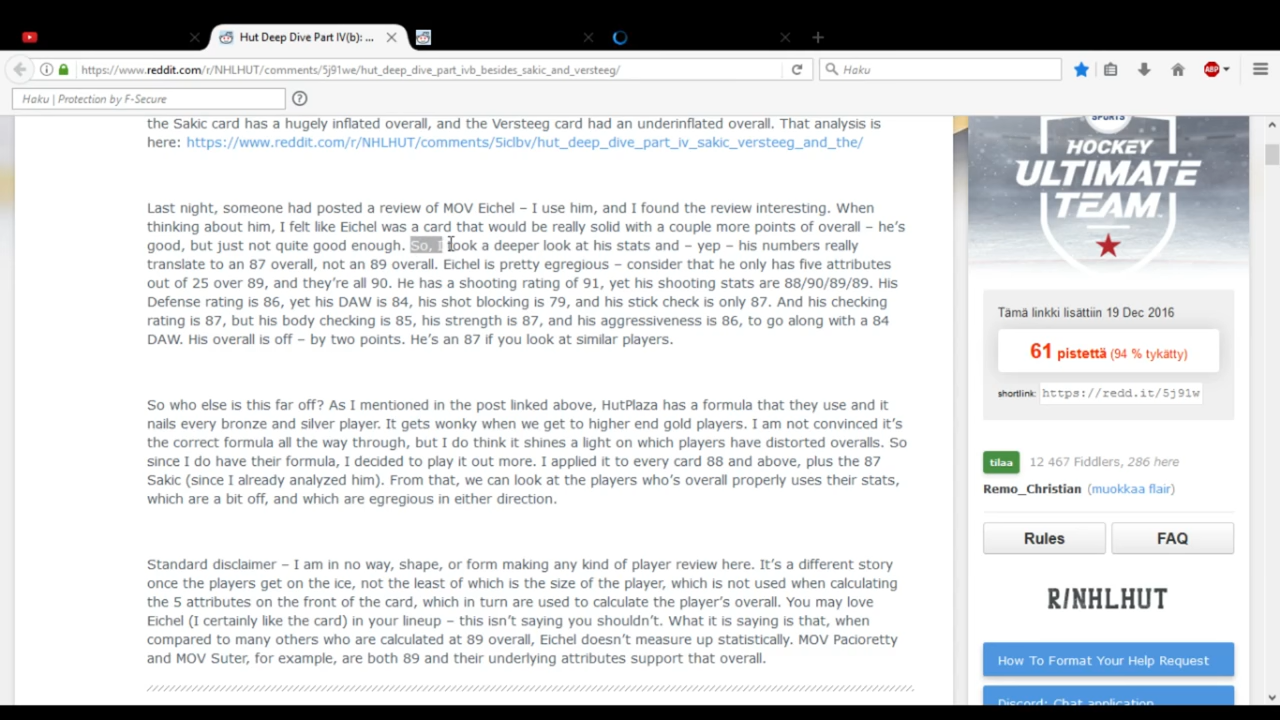 Hut Deep Dive Part IV(b): ...
https://www.reddit.com/r/NHLHUT/comments/5j91we/hut_deep_dive_part_ivb_besides_sakic_and_versteeg/
Haku
ABP
Haku | Protection by F-Secure
the Sakic card has a hugely inflated overall, and the Versteeg card had an underinflated overall. That analysis is
here: https://www.reddit.com/r/NHLHUT/comments/5iclbv/hut_deep_dive_part_iv_sakic_versteeg_and_the/
Last night, someone had posted a review of MOV Eichel – I use him, and I found the review interesting. When
thinking about him, I felt like Eichel was a card that would be really solid with a couple more points of overall – he's
good, but just not quite good enough. So, I took a deeper look at his stats and – yep – his numbers really
translate to an 87 overall, not an 89 overall. Eichel is pretty egregious – consider that he only has five attributes
out of 25 over 89, and they're all 90. He has a shooting rating of 91, yet his shooting stats are 88/90/89/89. His
Defense rating is 86, yet his DAW is 84, his shot blocking is 79, and his stick check is only 87. And his checking
rating is 87, but his body checking is 85, his strength is 87, and his aggressiveness is 86, to go along with a 84
DAW. His overall is off – by two points. He's an 87 if you look at similar players.
So who else is this far off? As I mentioned in the post linked above, HutPlaza has a formula that they use and it
nails every bronze and silver player. It gets wonky when we get to higher end gold players. I am not convinced it's
the correct formula all the way through, but I do think it shines a light on which players have distorted overalls. So
since I do have their formula, I decided to play it out more. I applied it to every card 88 and above, plus the 87
Sakic (since I already analyzed him). From that, we can look at the players who's overall properly uses their stats,
which are a bit off, and which are egregious in either direction.
Standard disclaimer – I am in no way, shape, or form making any kind of player review here. It's a different story
once the players get on the ice, not the least of which is the size of the player, which is not used when calculating
the 5 attributes on the front of the card, which in turn are used to calculate the player's overall. You may love
Eichel (I certainly like the card) in your lineup – this isn't saying you shouldn't. What it is saying is that, when
compared to many others who are calculated at 89 overall, Eichel doesn't measure up statistically. MOV Pacioretty
and MOV Suter, for example, are both 89 and their underlying attributes support that overall.
SPORTS
HOCKEY
ULTIMATE
TEAM
Tämä linkki lisättiin 19 Dec 2016
61 pistettä (94 % tykätty)
shortlink: https://redd.it/5j91w
tilaa 12 467 Fiddlers, 286 here
Remo_Christian (muokkaa flair)
Rules FAQ
R/NHLHUT
How To Format Your Help Request
Discord: Chat application